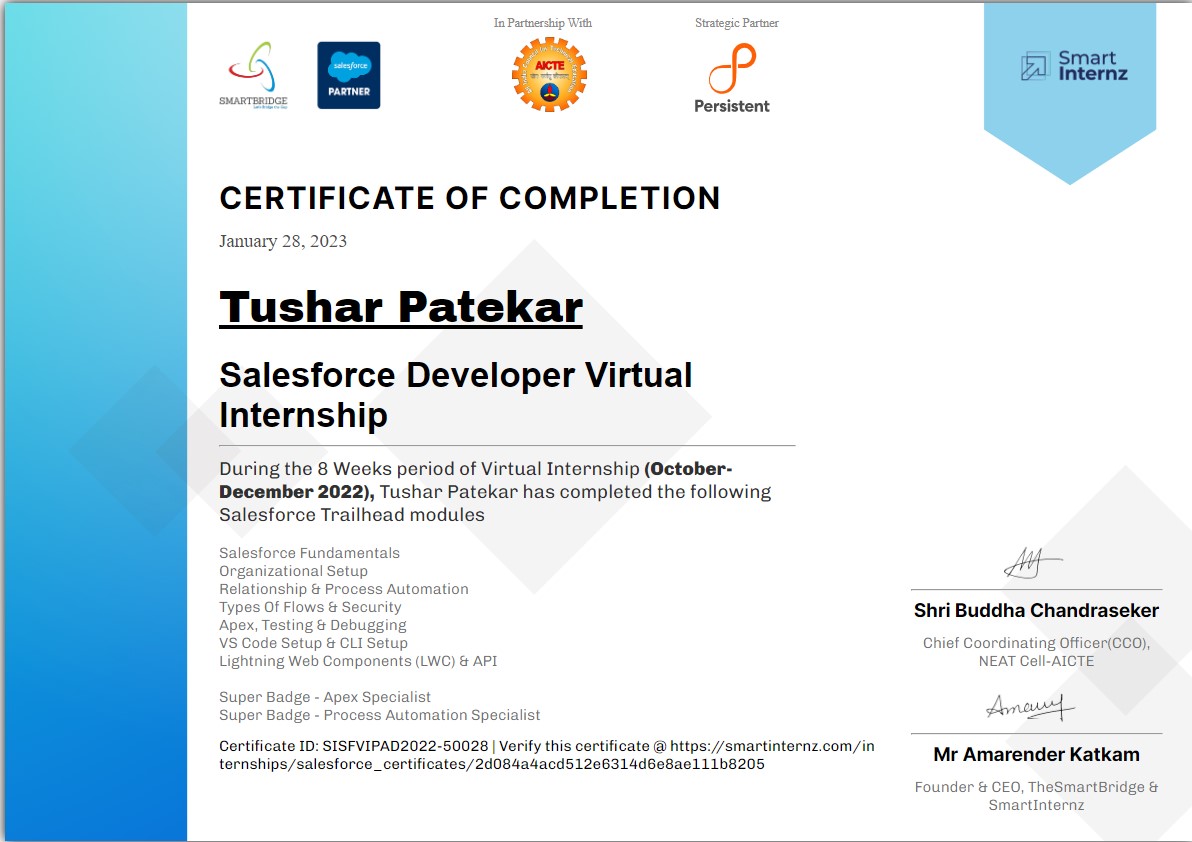 In Partnership With
Strategic Partner
SMARTBRIDGE
salesforce
PARTNER
AICTE
Persistent
Smart
Internz
CERTIFICATE OF COMPLETION
January 28, 2023
Tushar Patekar
Salesforce Developer Virtual
Internship
During the 8 Weeks period of Virtual Internship (October-
December 2022), Tushar Patekar has completed the following
Salesforce Trailhead modules
Salesforce Fundamentals
Organizational Setup
Relationship & Process Automation
Types Of Flows & Security
Apex, Testing & Debugging
VS Code Setup & CLI Setup
Lightning Web Components (LWC) & API
Super Badge - Apex Specialist
Super Badge - Process Automation Specialist
Certificate ID: SISFVIPAD2022-50028 | Verify this certificate @ https://smartinternz.com/in
ternships/salesforce_certificates/2d084a4acd512e6314d6e8ae111b8205
Shri Buddha Chandraseker
Chief Coordinating Officer(CCO),
NEAT Cell-AICTE
Mr Amarender Katkam
Founder & CEO, TheSmartBridge &
SmartInternz